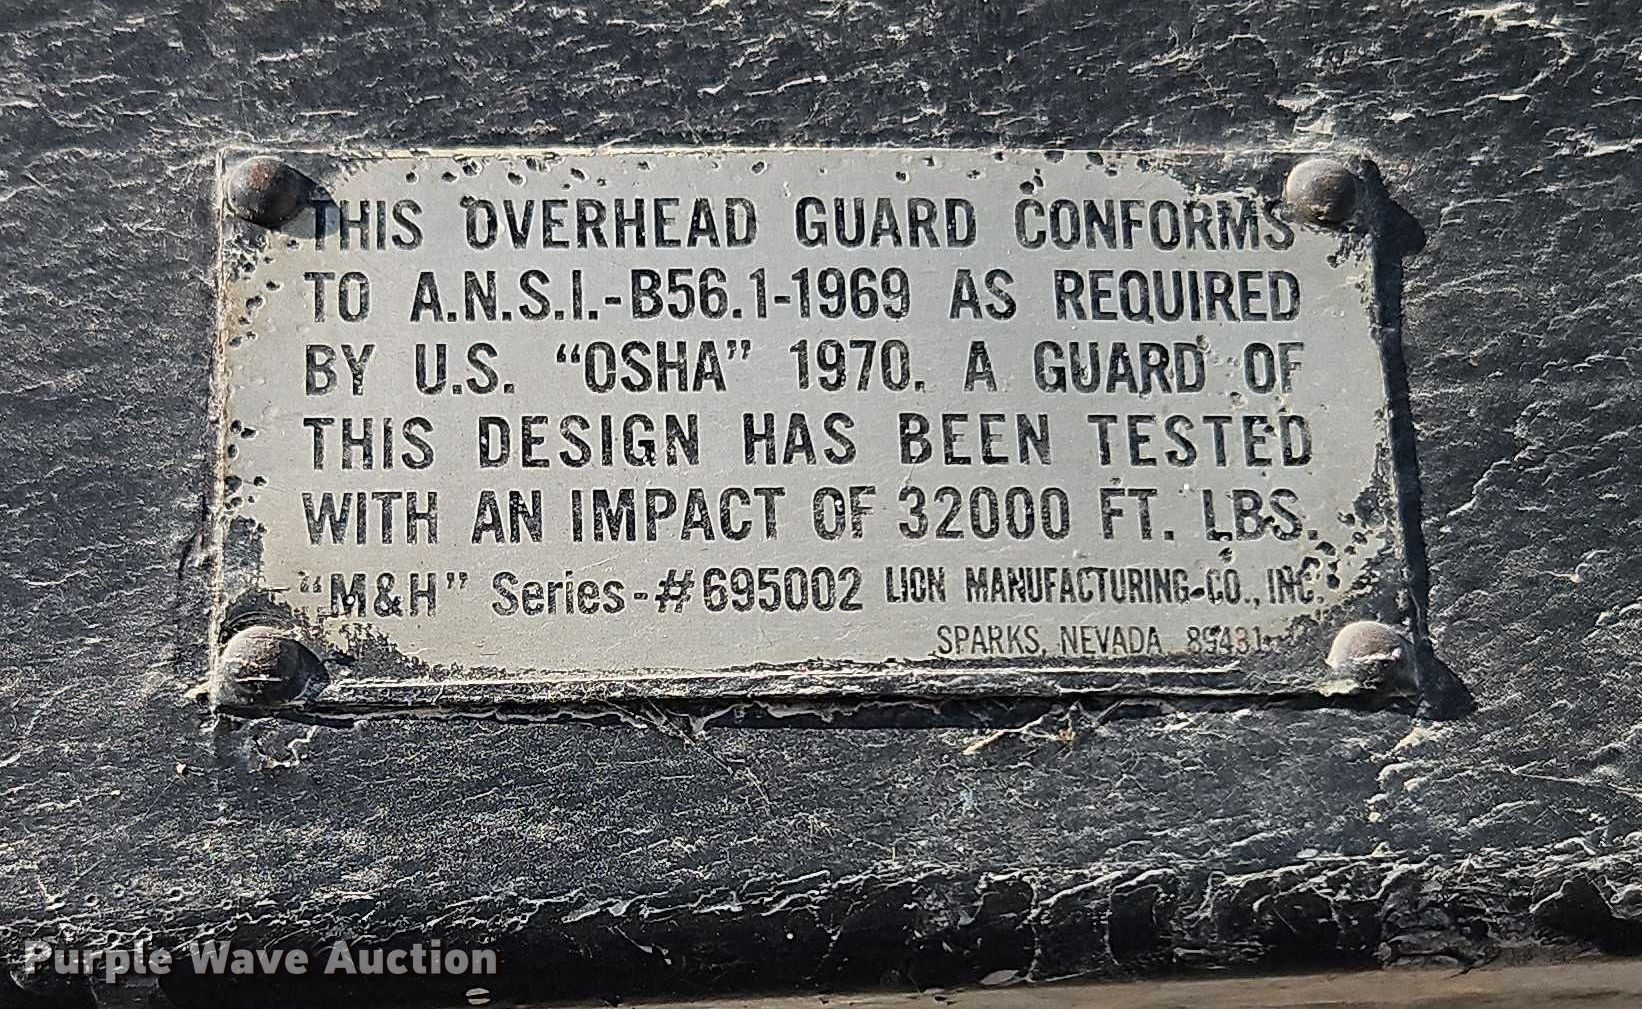 THIS OVERHEAD GUARD CONFORMS
TO A.N.S.I.-B56.1-1969 AS REQUIRED
BY U.S. "OSHA" 1970. A GUARD OF
THIS DESIGN HAS BEEN TESTED
WITH AN IMPACT OF 32000 FT. LBS.
"M&H" Series-#695002 LION MANUFACTURING-CO., INC.
SPARKS, NEVADA 89431
Purple Wave Auction